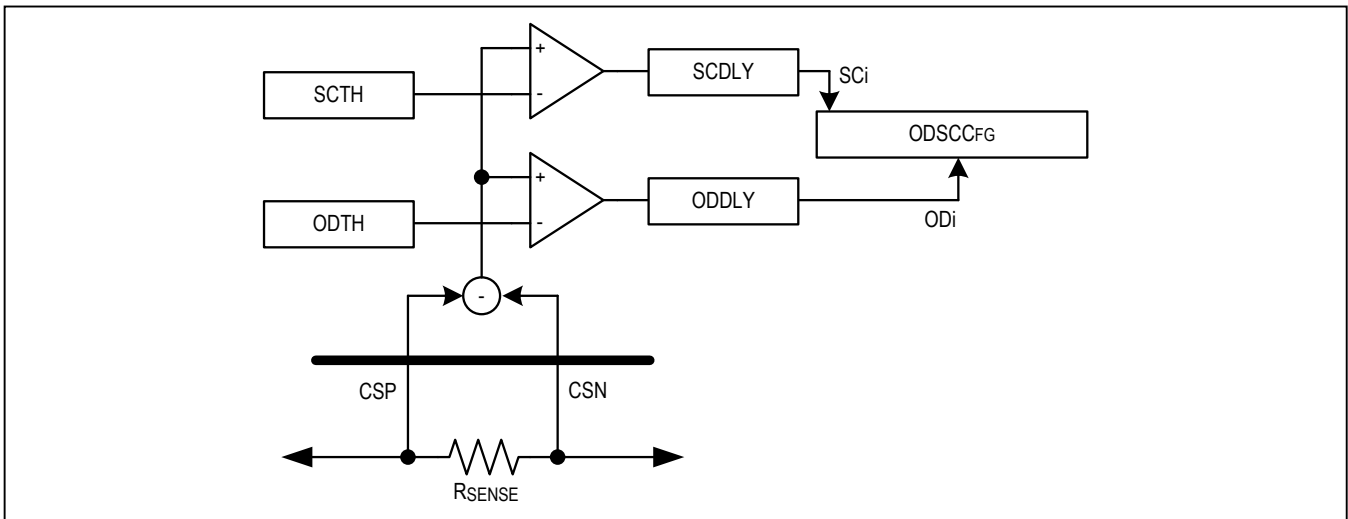 +
SCDLY
SCi
SCTH
-
ODSCCFG
+
ODDLY
ODTH
-
ODi
-
CSP
CSN
RSENSE